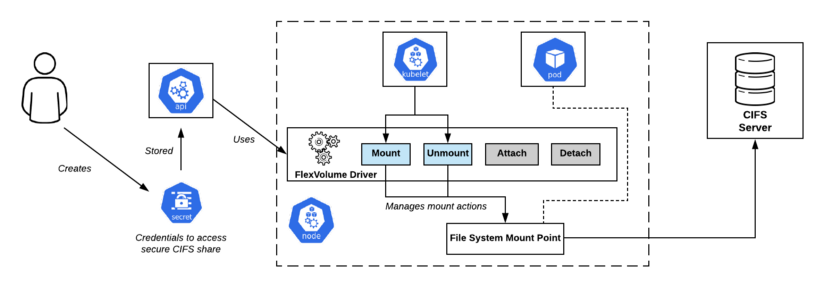 kubelet
pod
api
CIFS
Server
Stored
Uses
Mount
Unmount
Attach
Detach
FlexVolume Driver
Creates
secret
Credentials to access
secure CIFS share
node
Manages mount actions
File System Mount Point